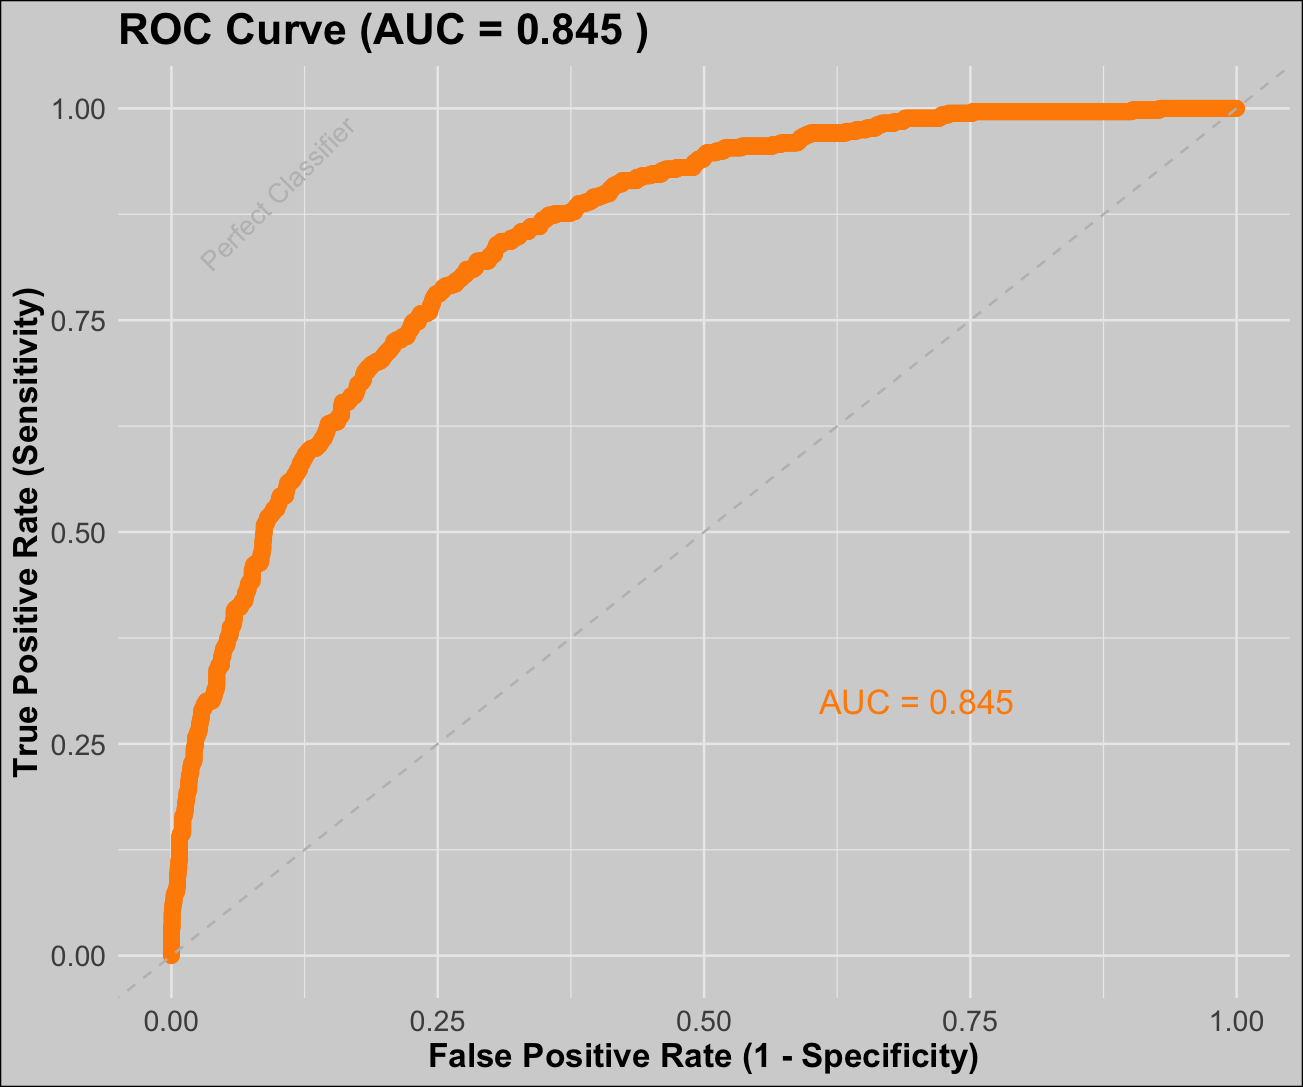 ROC Curve (AUC = 0.845 )
1.00
Perfect Classifier
0.75
True Positive Rate (Sensitivity)
0.50
AUC = 0.845
0.25
0.00
0.00 0.25 0.50 0.75 1.00
False Positive Rate (1 - Specificity)